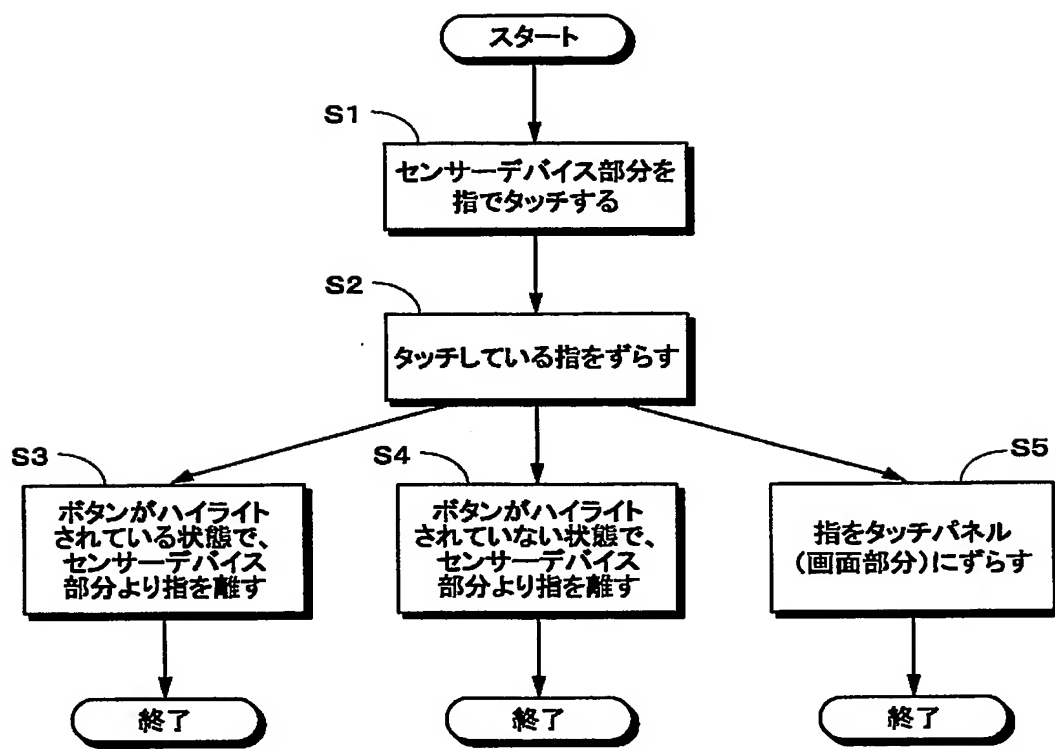 スタート
S1
センサーデバイス部分を
指でタッチする
S2
タッチしている指をずらす
S3
ボタンがハイライト
されている状態で、
センサーデバイス
部分より指を離す
S4
ボタンがハイライト
されていない状態で、
センサーデバイス
部分より指を離す
S5
指をタッチパネル
(画面部分)にずらす
終了
終了
終了